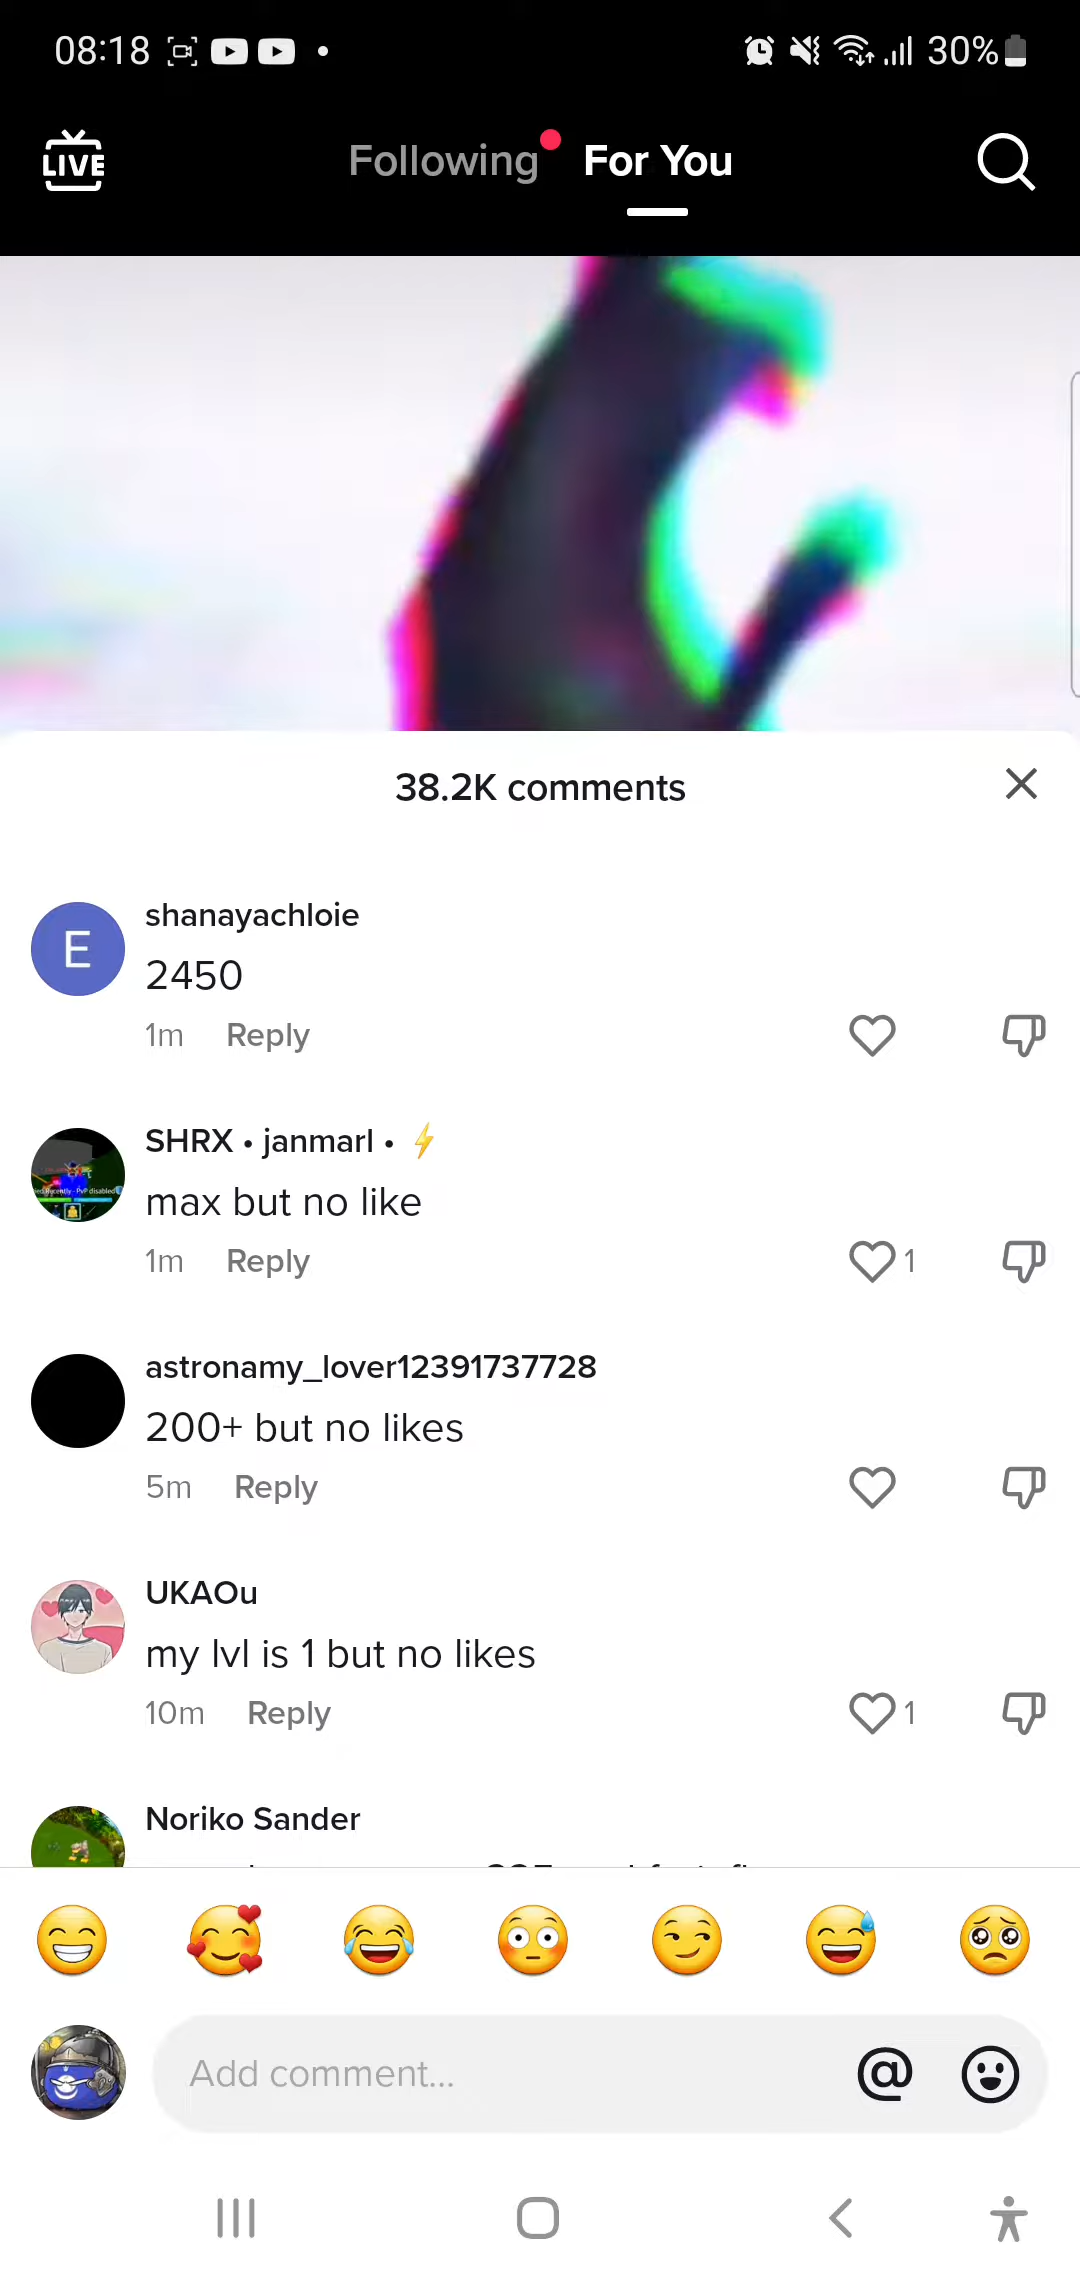 08:18
30%
LIVE
Following
For You
38.2K comments
E
shanayachloie
2450
1m Reply
SHRX • janmarl • ⚡
max but no like
1m Reply
1
astronamy_lover12391737728
200+ but no likes
5m Reply
UKAOu
my lvl is 1 but no likes
10m Reply
1
Noriko Sander
Add comment...
@